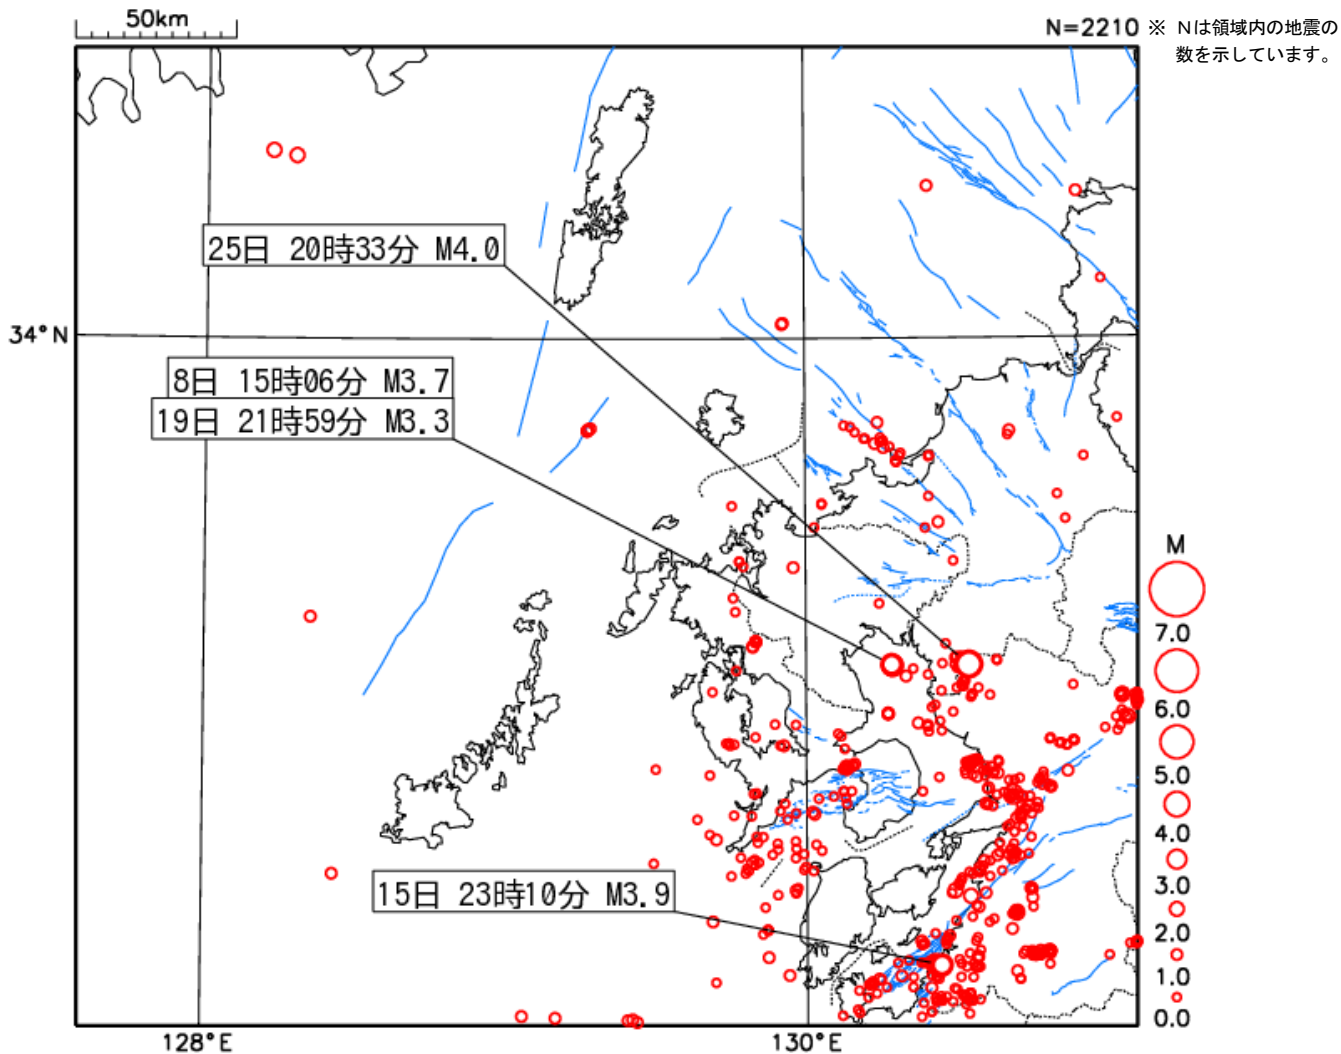 50km
N=2210
※ Nは領域内の地震の
数を示しています。
25日 20時33分 M4.0
34°N
8日 15時06分 M3.7
19日 21時59分 M3.3
M
7.0
6.0
5.0
4.0
3.0
2.0
1.0
0.0
15日 23時10分 M3.9
128°E
130°E